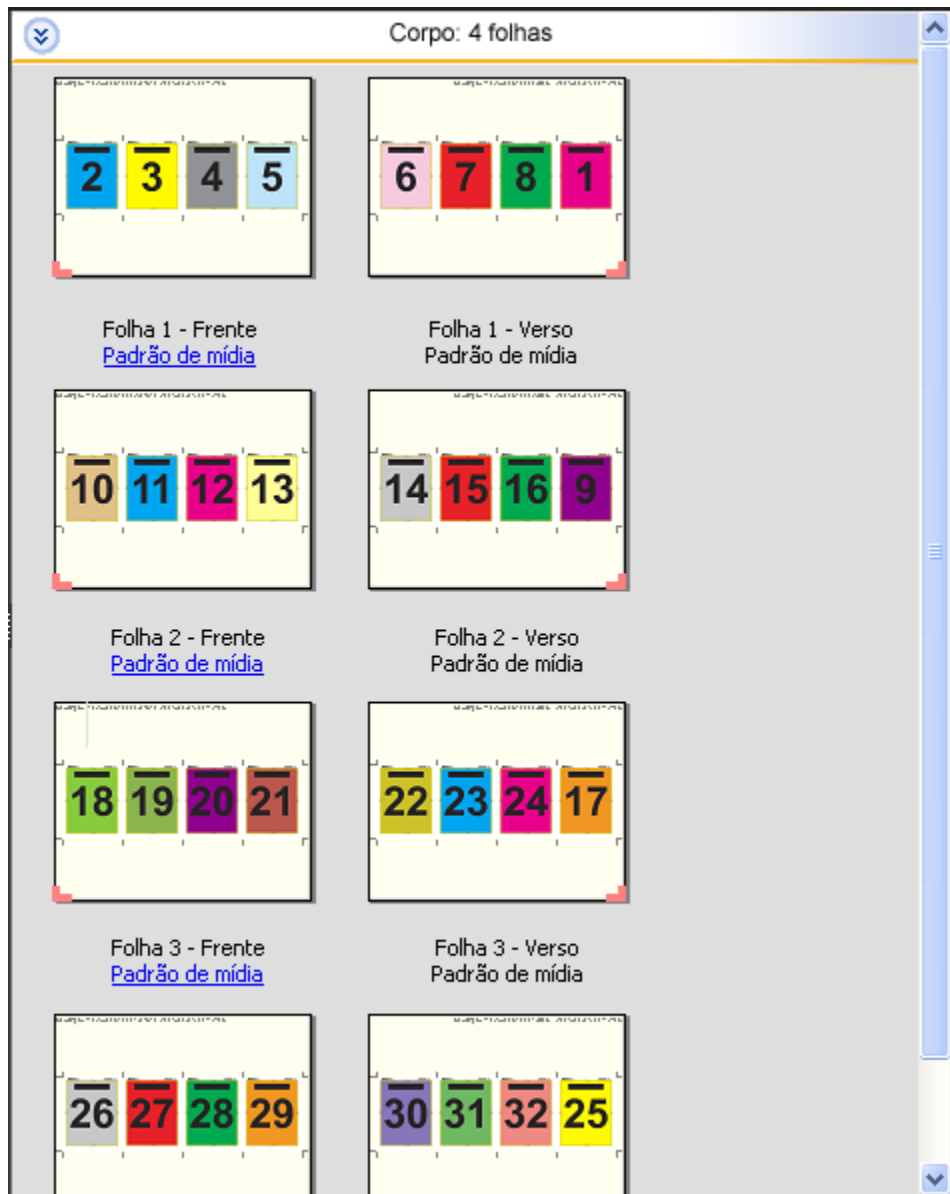 Corpo: 4 folhas
2 3 4 5
6 7 8 1
Folha 1 - Frente
Padrão de mídia
Folha 1 - Verso
Padrão de mídia
10 11 12 13
14 15 16 9
Folha 2 - Frente
Padrão de mídia
Folha 2 - Verso
Padrão de mídia
18 19 20 21
22 23 24 17
Folha 3 - Frente
Padrão de mídia
Folha 3 - Verso
Padrão de mídia
26 27 28 29
30 31 32 25